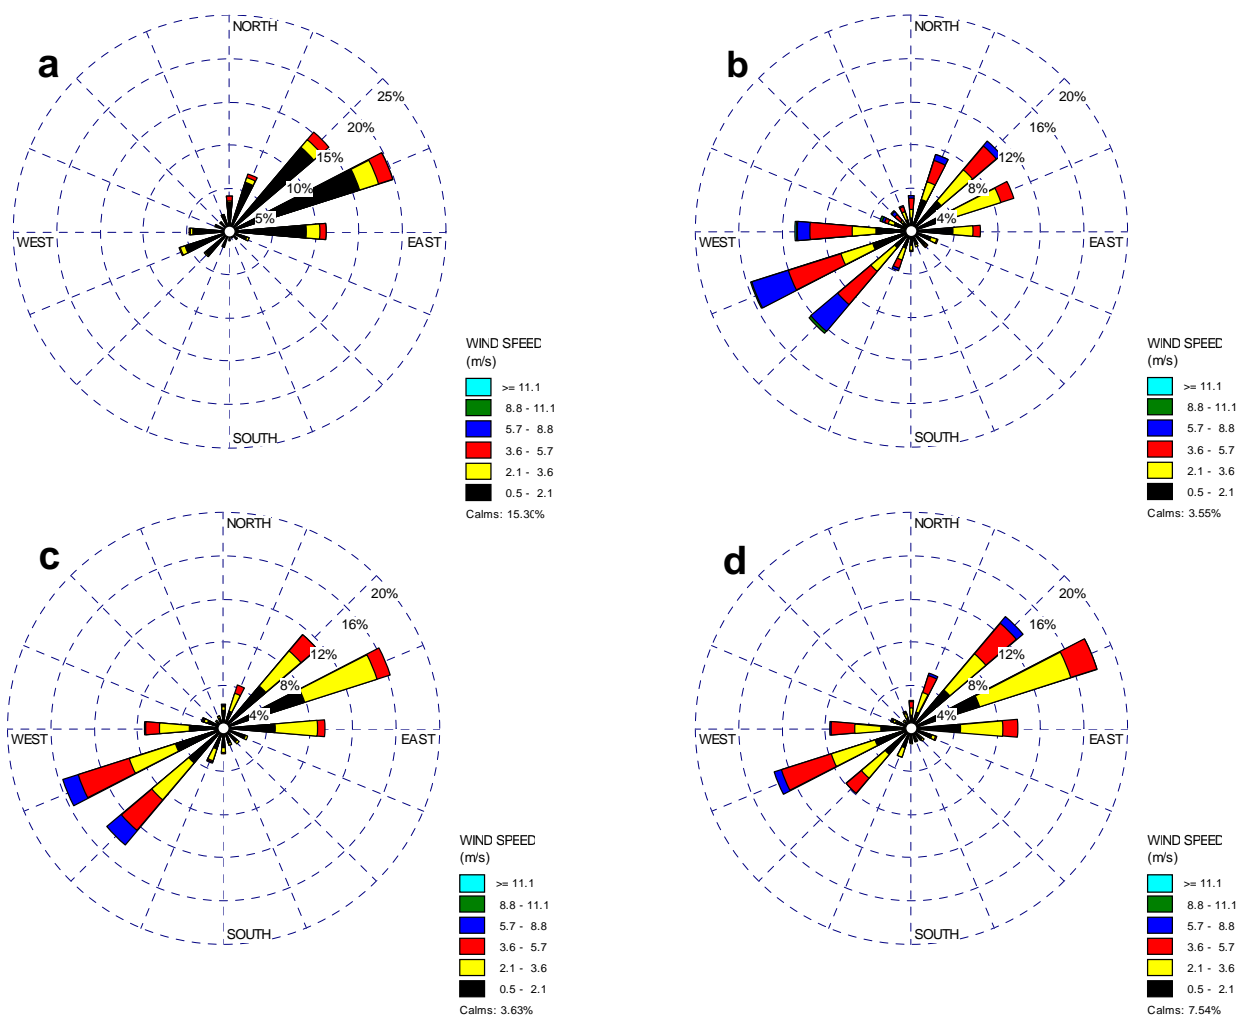 a
NORTH
25%
20%
15%
10%
5%
WEST
EAST
SOUTH
WIND SPEED
(m/s)
>= 11.1
8.8 - 11.1
5.7 - 8.8
3.6 - 5.7
2.1 - 3.6
0.5 - 2.1
Calms: 15.30%
b
NORTH
20%
16%
12%
8%
4%
WEST
EAST
SOUTH
WIND SPEED
(m/s)
>= 11.1
8.8 - 11.1
5.7 - 8.8
3.6 - 5.7
2.1 - 3.6
0.5 - 2.1
Calms: 3.55%
c
NORTH
20%
16%
12%
8%
4%
WEST
EAST
SOUTH
WIND SPEED
(m/s)
>= 11.1
8.8 - 11.1
5.7 - 8.8
3.6 - 5.7
2.1 - 3.6
0.5 - 2.1
Calms: 3.63%
d
NORTH
20%
16%
12%
8%
4%
WEST
EAST
SOUTH
WIND SPEED
(m/s)
>= 11.1
8.8 - 11.1
5.7 - 8.8
3.6 - 5.7
2.1 - 3.6
0.5 - 2.1
Calms: 7.54%